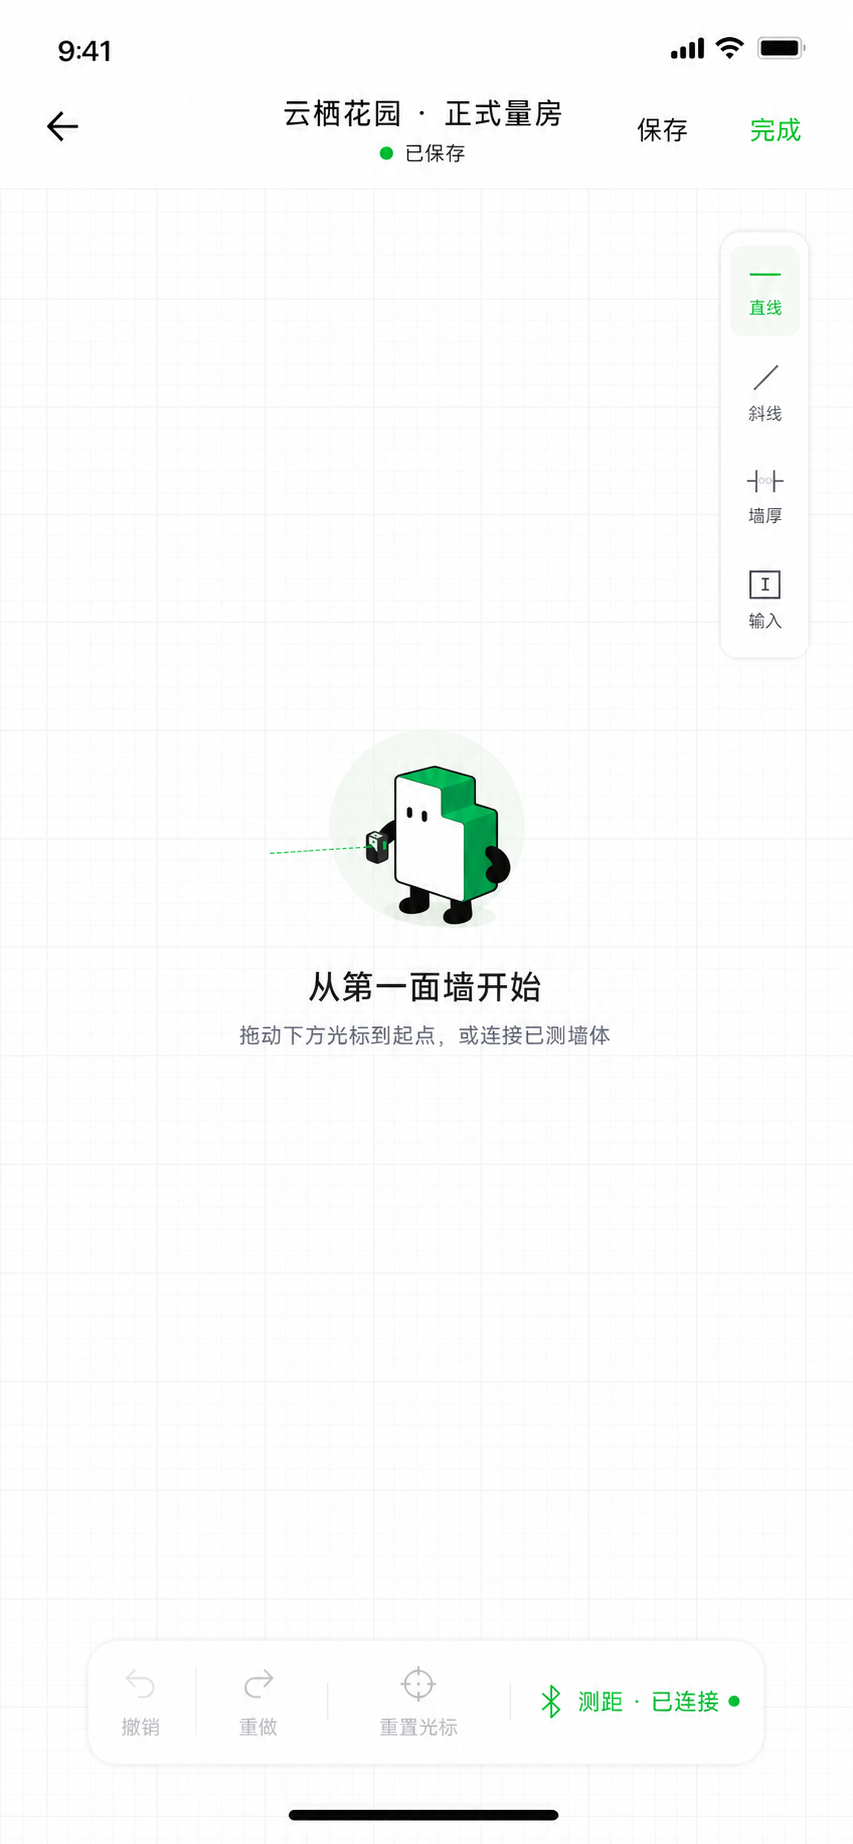 9:41
云栖花园 · 正式量房
已保存
保存
完成
直线
斜线
墙厚
输入
从第一面墙开始
拖动下方光标到起点，或连接已测墙体
撤销
重做
重置光标
测距 · 已连接